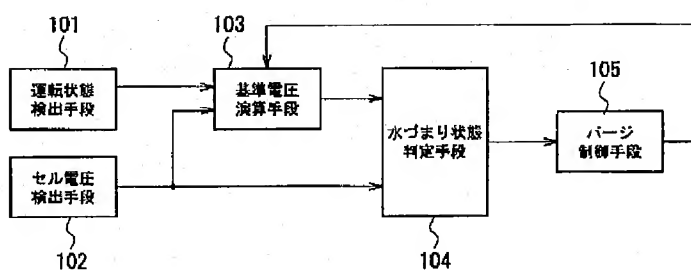 101
運転状態
検出手段
103
基準電圧
演算手段
セル電圧
検出手段
102
水づまり状態
判定手段
104
105
パージ
制御手段